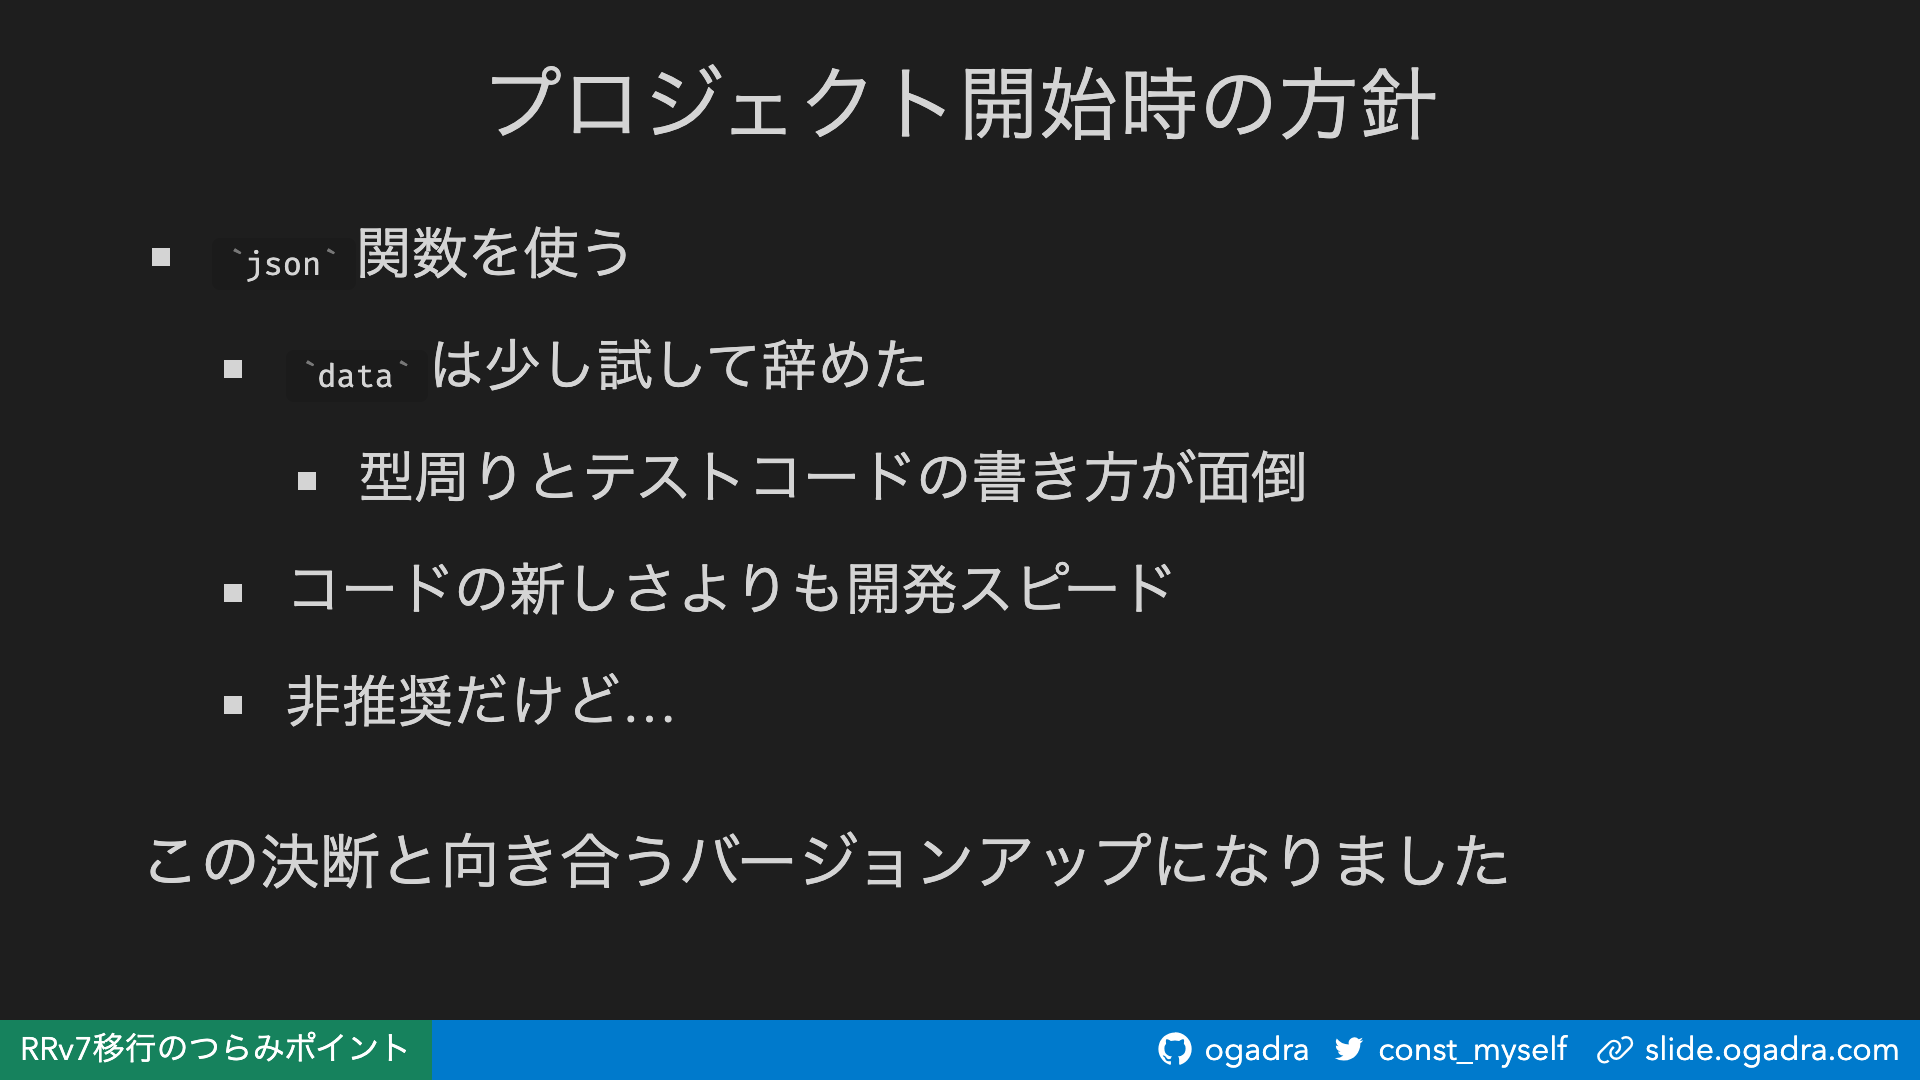 プロジェクト開始時の方針
`json`関数を使う
`data`は少し試して辞めた
型周りとテストコードの書き方が面倒
コードの新しさよりも開発スピード
非推奨だけど…
この決断と向き合うバージョンアップになりました
RRv7移行のつらみポイント
ogadra const_myself slide.ogadra.com